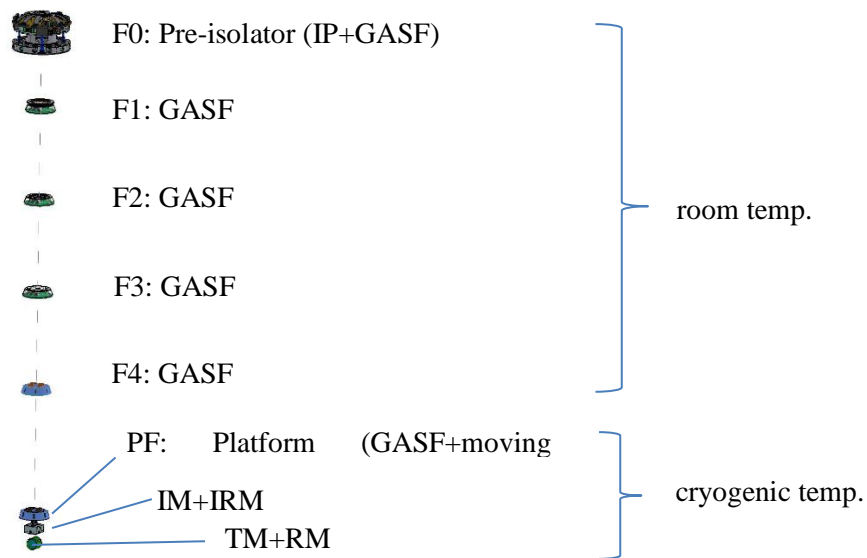 F0: Pre-isolator (IP+GASF)
F1: GASF
F2: GASF
room temp.
F3: GASF
F4: GASF
PF: Platform (GASF+moving
cryogenic temp.
IM+IRM
TM+RM